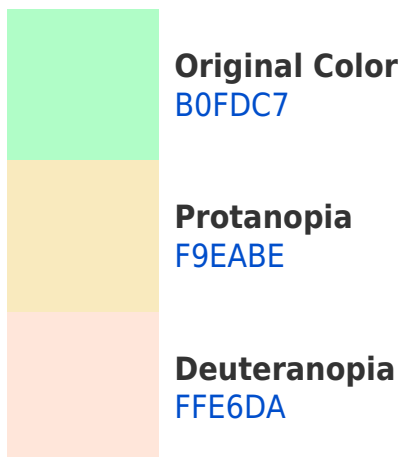 Original Color
B0FDC7
Protanopia
F9EABE
Deuteranopia
FFE6DA